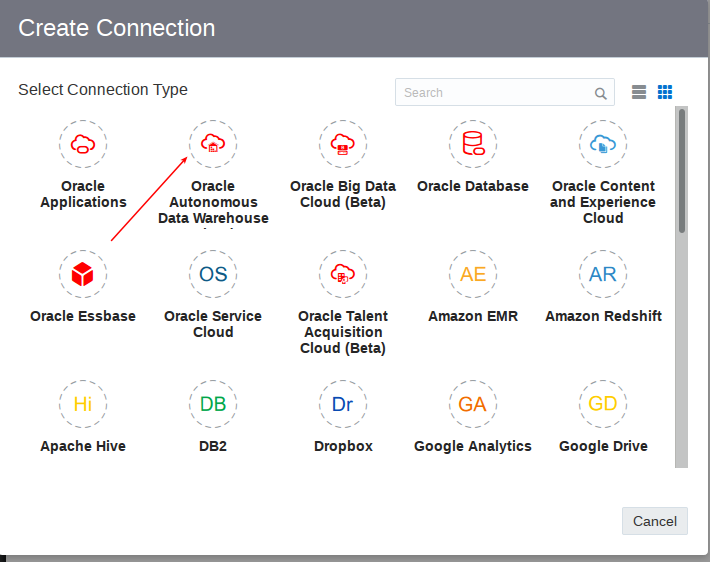 Create Connection
Select Connection Type
Search
Oracle Applications
Oracle Autonomous Data Warehouse
Oracle Big Data Cloud (Beta)
Oracle Database
Oracle Content and Experience Cloud
Oracle Essbase
OS
Oracle Service Cloud
Oracle Talent Acquisition Cloud (Beta)
AE
Amazon EMR
AR
Amazon Redshift
Hi
Apache Hive
DB
DB2
Dr
Dropbox
GA
Google Analytics
GD
Google Drive
Cancel